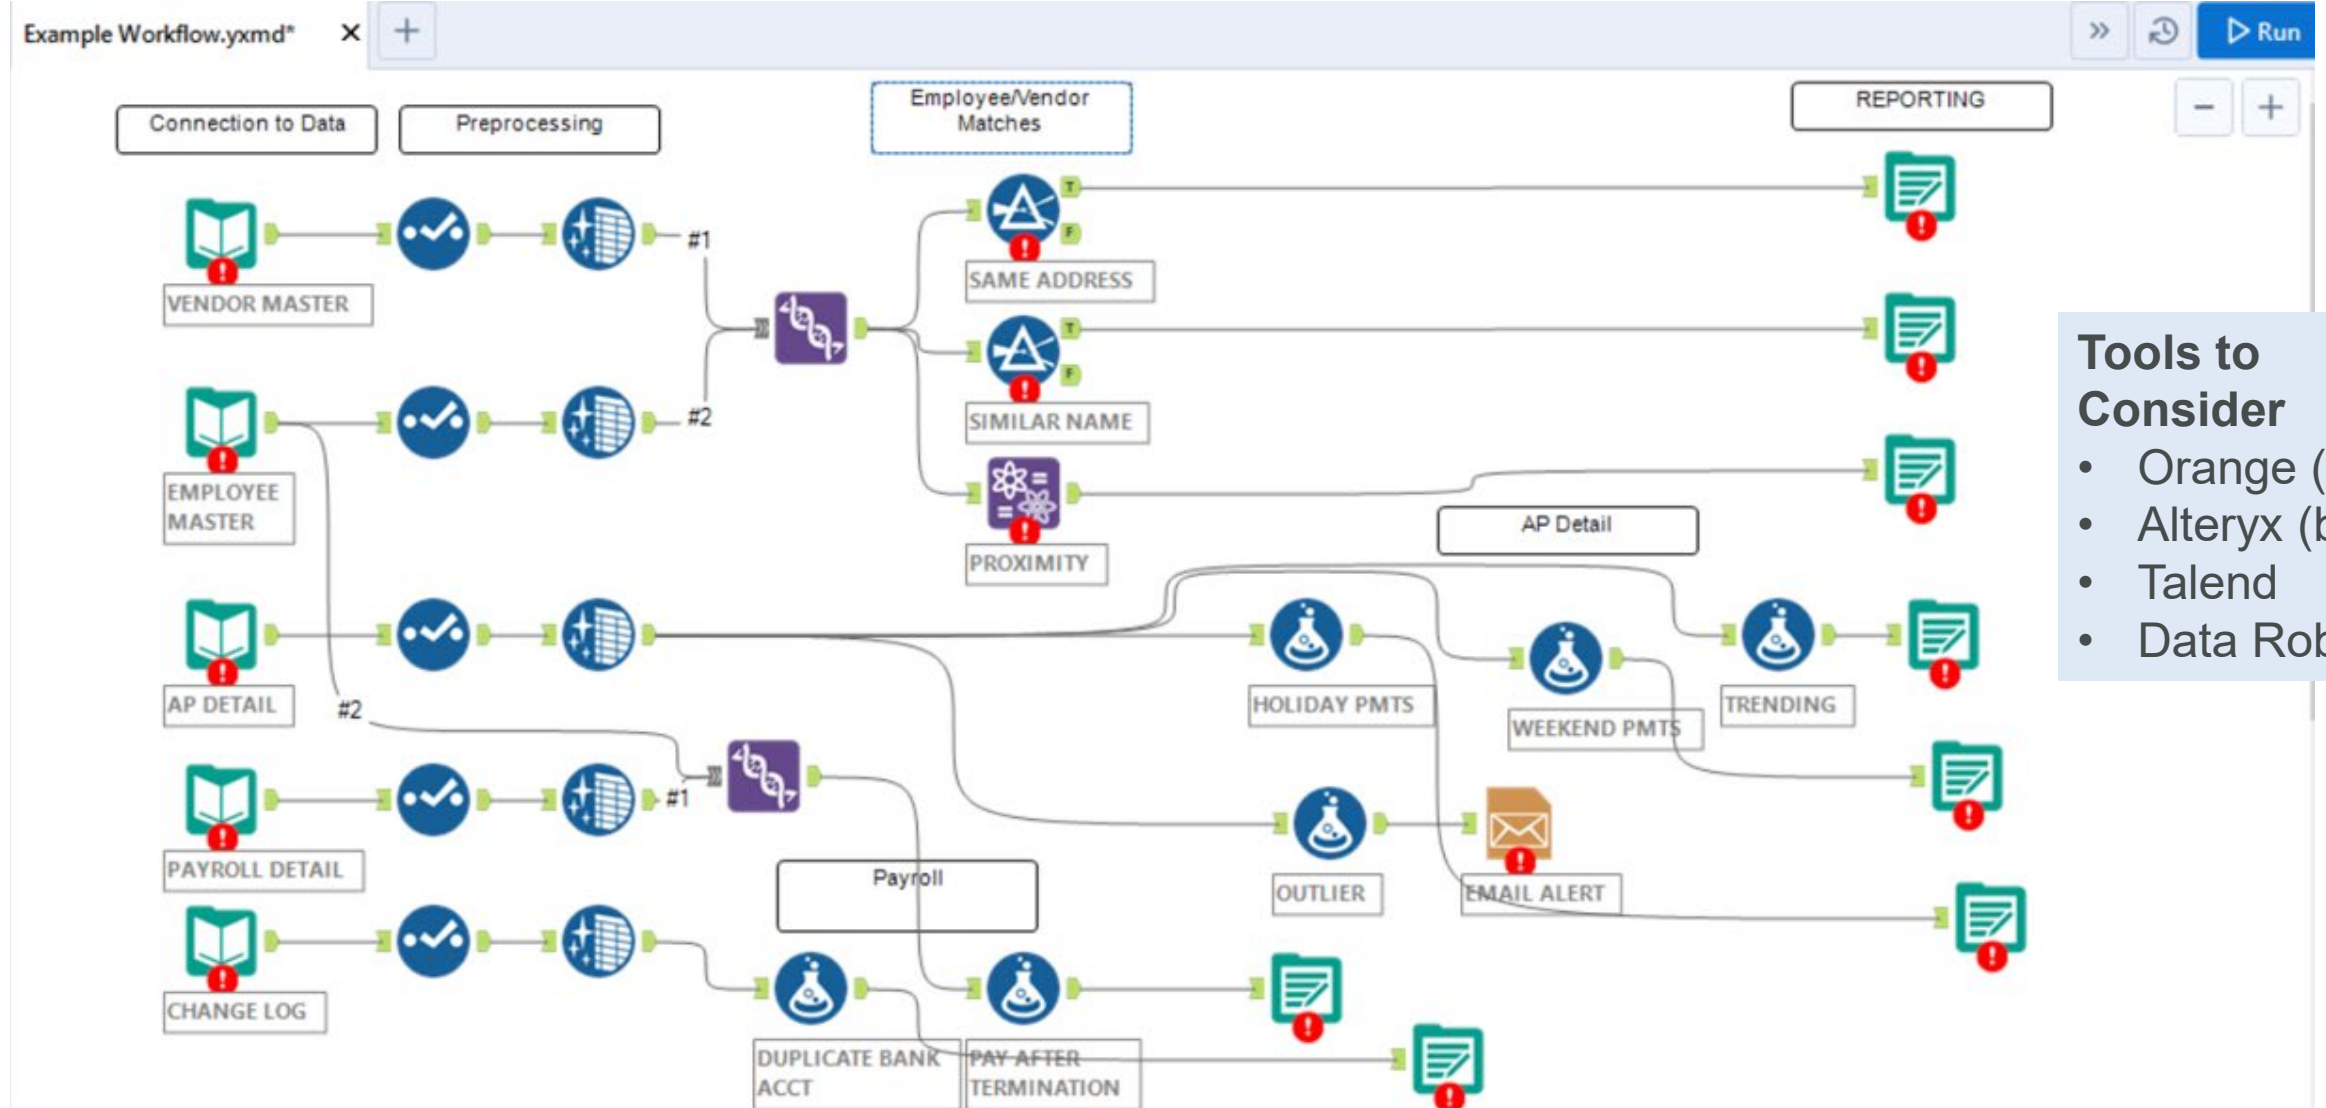 Example Workflow.yxmd*
Run
Connection to Data
Preprocessing
Employee/Vendor
Matches
REPORTING
T
F
#1
SAME ADDRESS
VENDOR MASTER
T
F
#2
SIMILAR NAME
EMPLOYEE
MASTER
PROXIMITY
AP Detail
AP DETAIL
#2
HOLIDAY PMTS
WEEKEND PMTS
TRENDING
#1
PAYROLL DETAIL
Payroll
OUTLIER
EMAIL ALERT
CHANGE LOG
DUPLICATE BANK
ACCT
PAY AFTER
TERMINATION
Tools to
Consider
• Orange (
• Alteryx (b
• Talend
• Data Rob